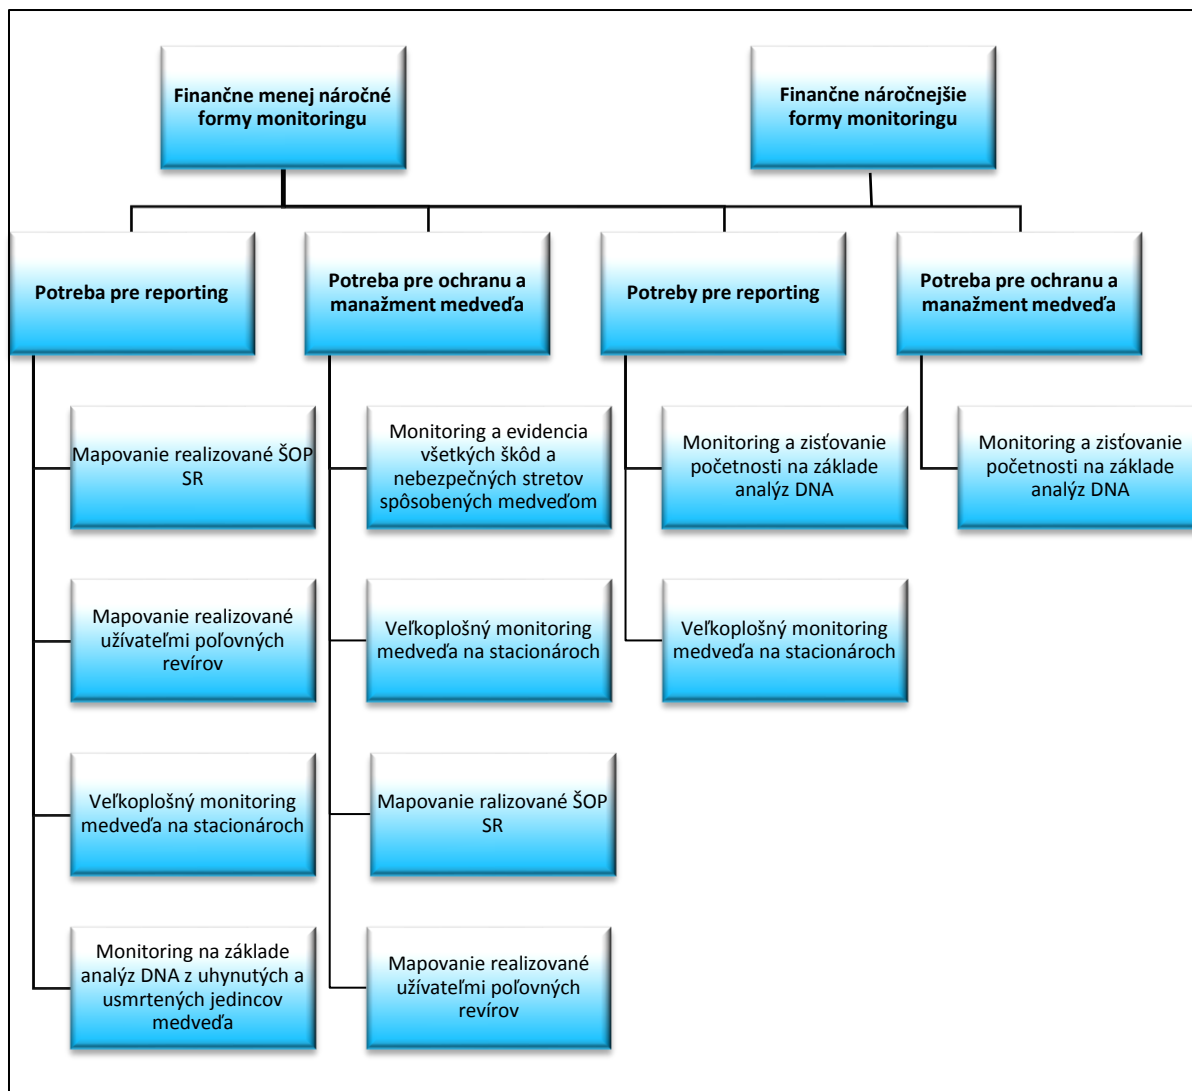 Finančne menej náročné
formy monitoringu
Finančne náročnejšie
formy monitoringu
Potreba pre reporting
Potreba pre ochranu a
manažment medveďa
Potreby pre reporting
Potreba pre ochranu a
manažment medveďa
Mapovanie realizované ŠOP
SR
Monitoring a evidencia
všetkých škôd a
nebezpečných stretov
spôsobených medveďom
Monitoring a zisťovanie
početnosti na základe
analýz DNA
Monitoring a zisťovanie
početnosti na základe
analýz DNA
Mapovanie realizované
užívateľmi poľovných
revírov
Veľkoplošný monitoring
medveďa na stacionároch
Veľkoplošný monitoring
medveďa na stacionároch
Veľkoplošný monitoring
medveďa na stacionároch
Mapovanie ralizované ŠOP
SR
Monitoring na základe
analýz DNA z uhynutých a
usmrtených jedincov
medveďa
Mapovanie realizované
užívateľmi poľovných
revírov